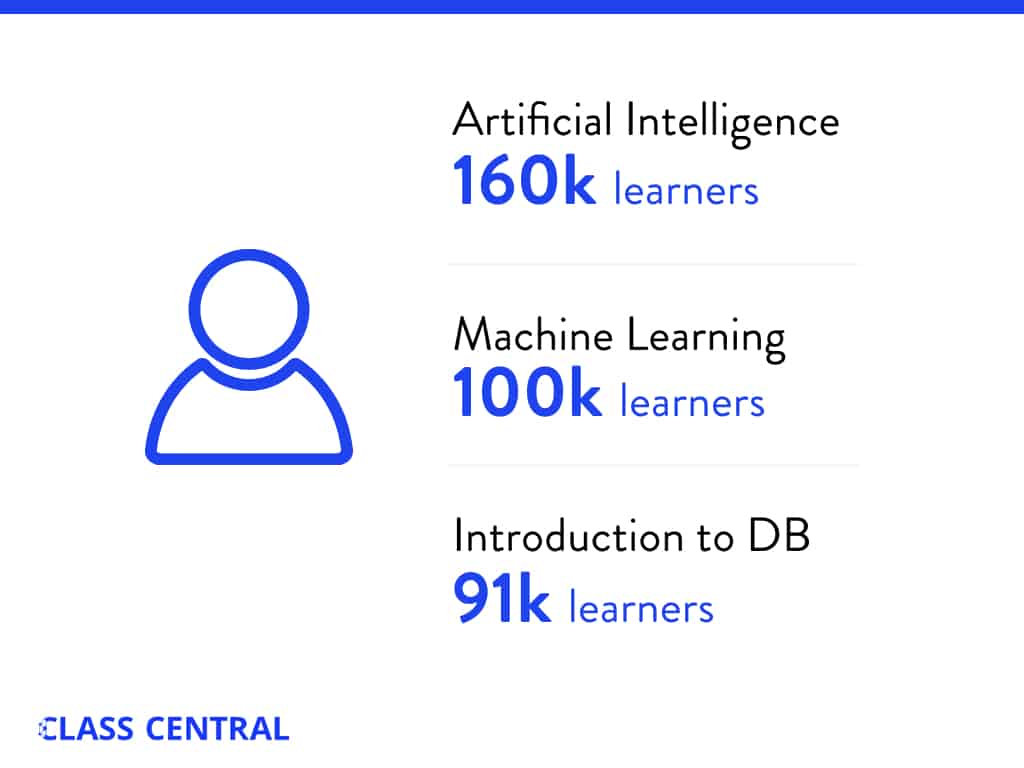 Artificial Intelligence
160k learners
Machine Learning
100k learners
Introduction to DB
91k learners
CLASS CENTRAL